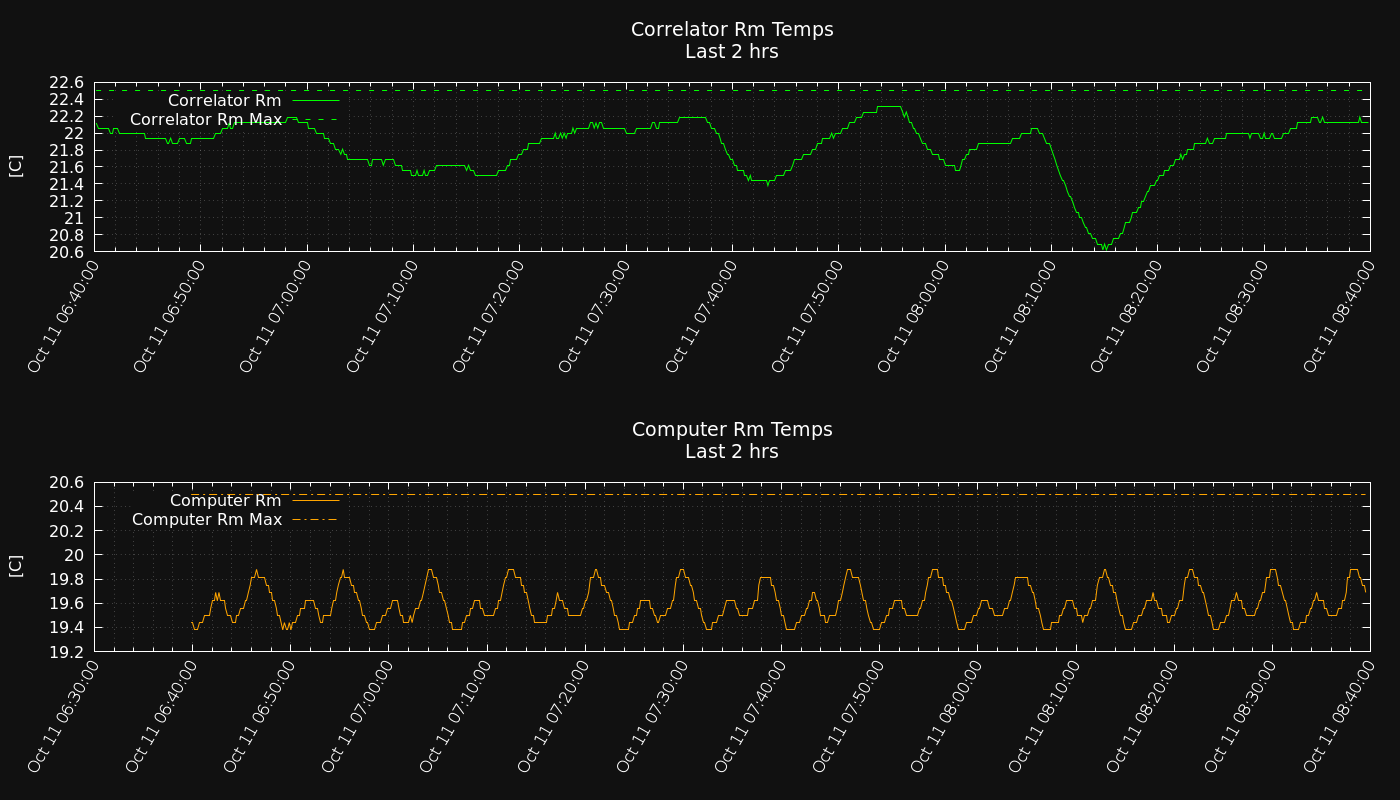 Correlator Rm Temps
Last 2 hrs
22.6
22.4
22.2
22
21.8
21.6
21.4
21.2
21
20.8
20.6
[C]
Correlator Rm
Correlator Rm Max
Oct 11 06:40:00
Oct 11 06:50:00
Oct 11 07:00:00
Oct 11 07:10:00
Oct 11 07:20:00
Oct 11 07:30:00
Oct 11 07:40:00
Oct 11 07:50:00
Oct 11 08:00:00
Oct 11 08:10:00
Oct 11 08:20:00
Oct 11 08:30:00
Oct 11 08:40:00
Computer Rm Temps
Last 2 hrs
20.6
20.4
20.2
20
19.8
19.6
19.4
19.2
[C]
Computer Rm
Computer Rm Max
Oct 11 06:30:00
Oct 11 06:40:00
Oct 11 06:50:00
Oct 11 07:00:00
Oct 11 07:10:00
Oct 11 07:20:00
Oct 11 07:30:00
Oct 11 07:40:00
Oct 11 07:50:00
Oct 11 08:00:00
Oct 11 08:10:00
Oct 11 08:20:00
Oct 11 08:30:00
Oct 11 08:40:00